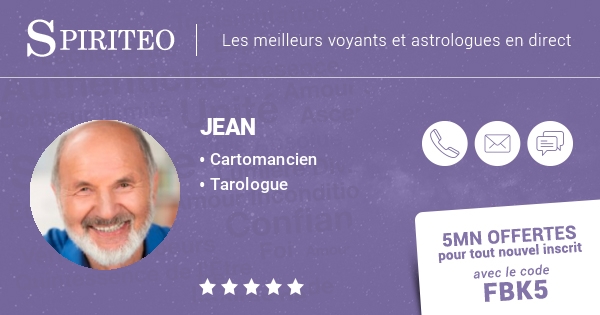 SPIRITEO
Les meilleurs voyants et astrologues en direct
JEAN
• Cartomancien
• Tarologue
5MN OFFERTES
pour tout nouvel inscrit
avec le code
FBK5